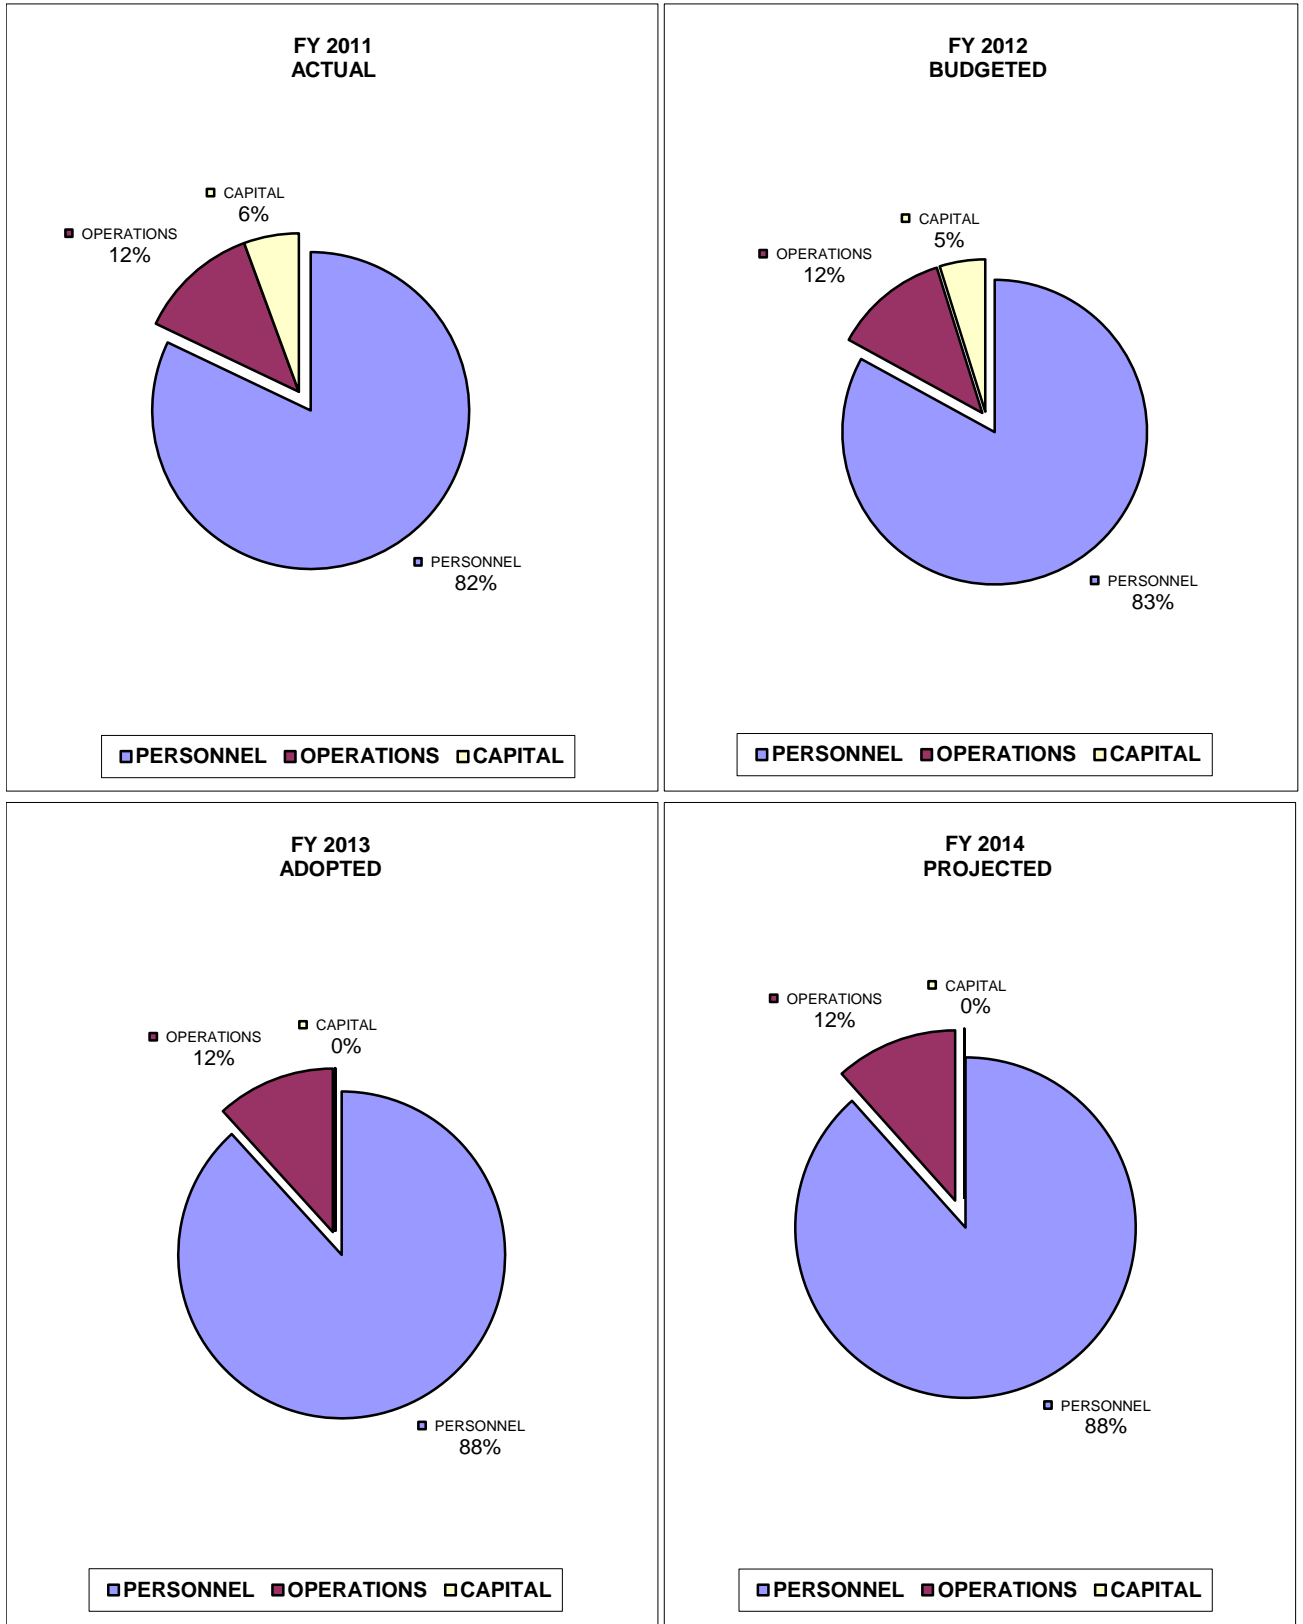 FY 2011
ACTUAL
CAPITAL
6%
OPERATIONS
12%
PERSONNEL
82%
PERSONNEL OPERATIONS CAPITAL
FY 2012
BUDGETED
CAPITAL
5%
OPERATIONS
12%
PERSONNEL
83%
PERSONNEL OPERATIONS CAPITAL
FY 2013
ADOPTED
CAPITAL
0%
OPERATIONS
12%
PERSONNEL
88%
PERSONNEL OPERATIONS CAPITAL
FY 2014
PROJECTED
CAPITAL
0%
OPERATIONS
12%
PERSONNEL
88%
PERSONNEL OPERATIONS CAPITAL